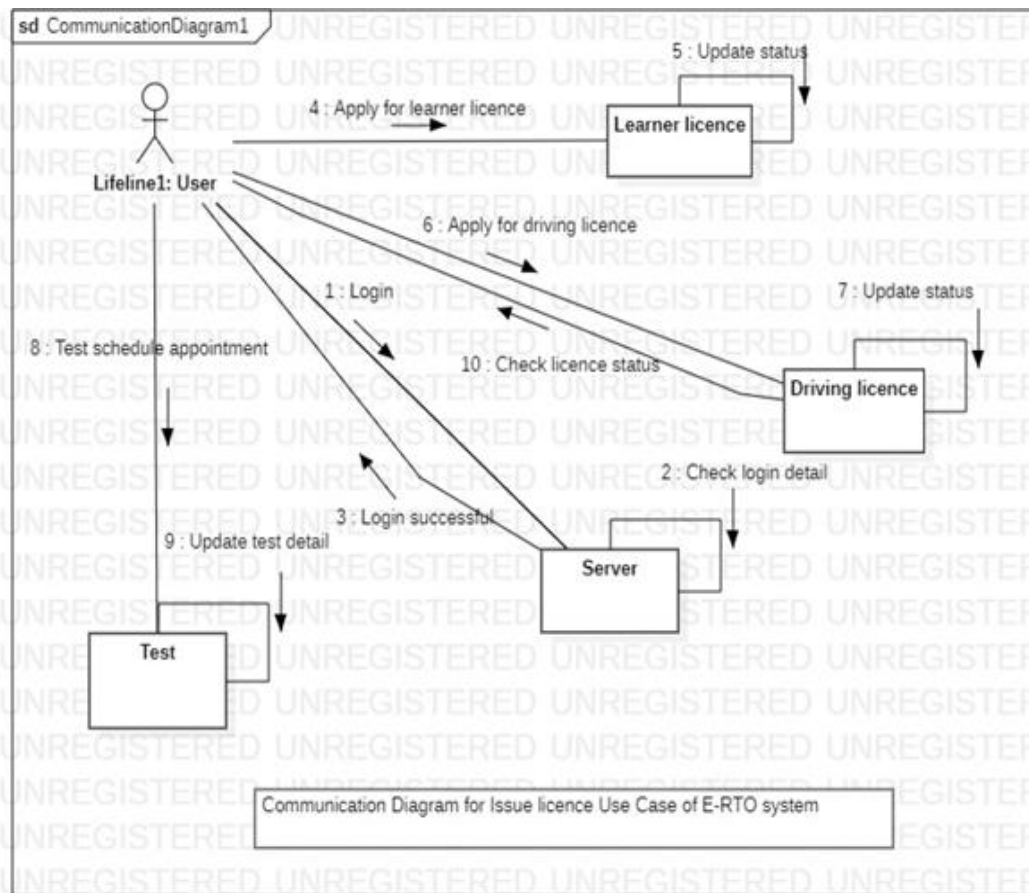 sd CommunicationDiagram1
5 : Update status
4 : Apply for learner licence
Learner licence
Lifeline1: User
6 : Apply for driving licence
1 : Login
7 : Update status
8 : Test schedule appointment
10 : Check licence status
Driving licence
2 : Check login detail
3 : Login successful
9 : Update test detail
Server
Test
Communication Diagram for Issue licence Use Case of E-RTO system
UNREGISTERED